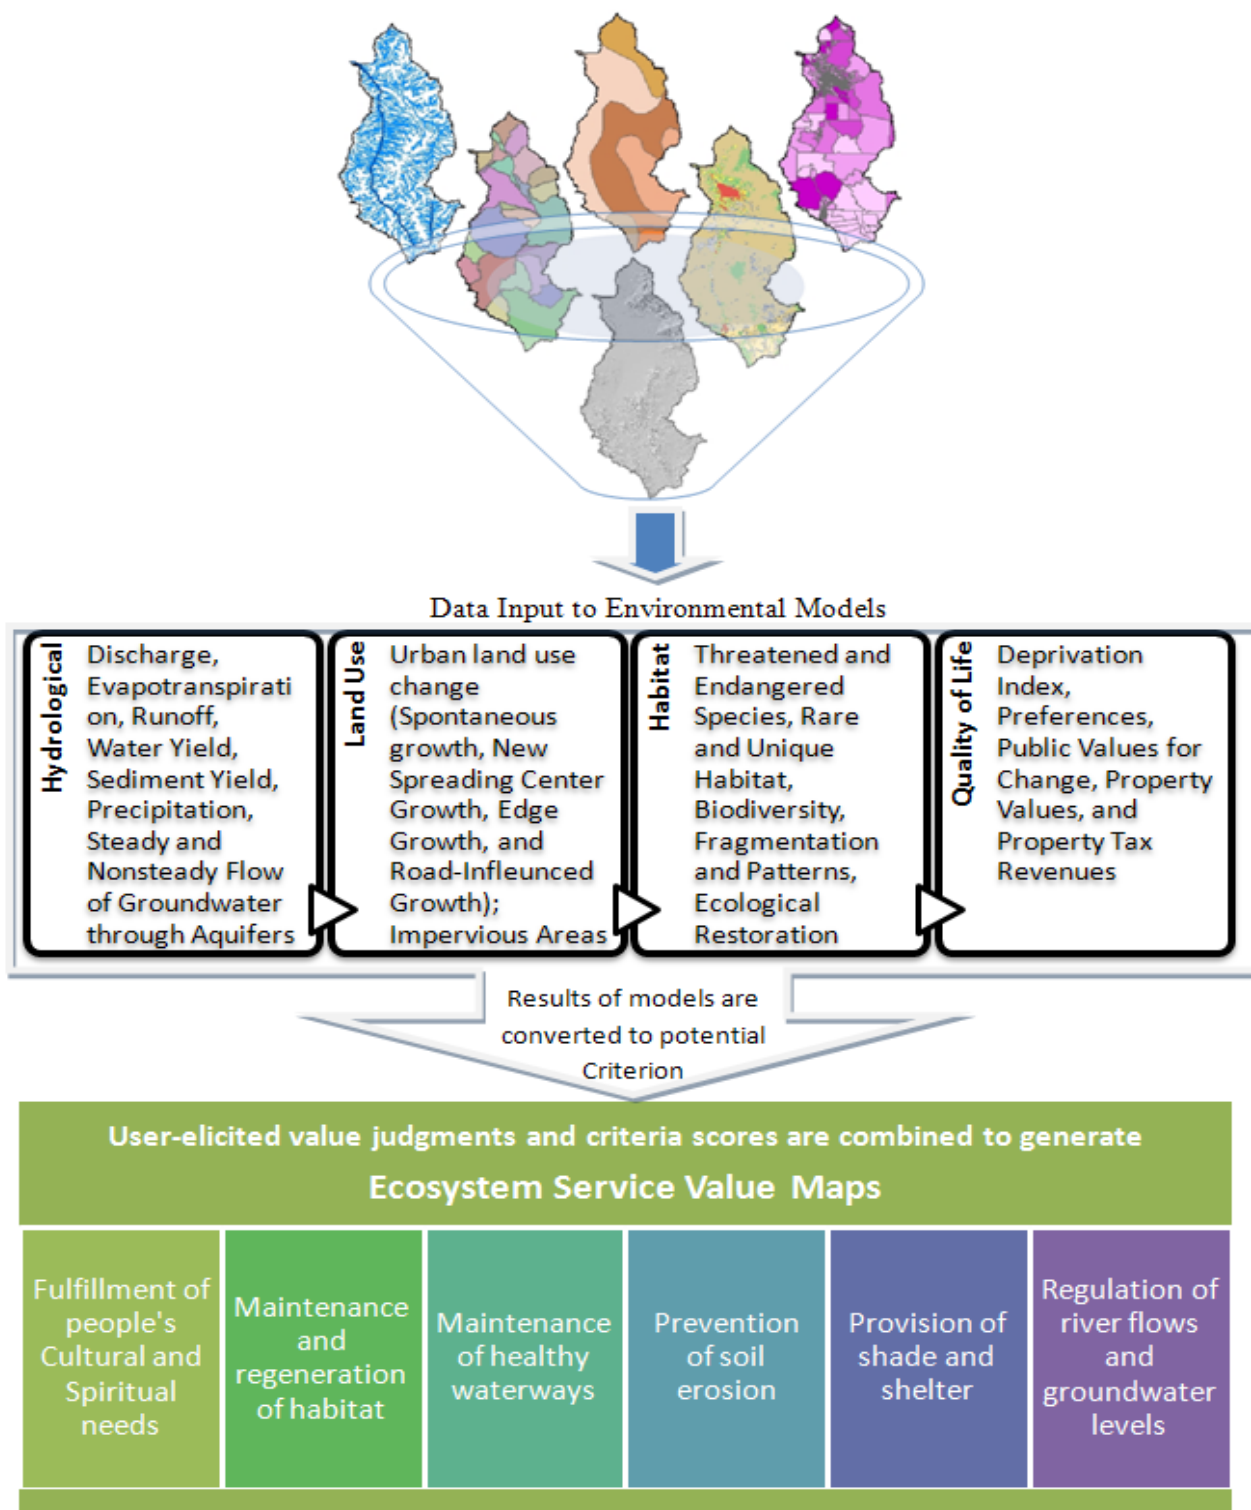 Data Input to Environmental Models
Hydrological
Discharge,
Evapotranspirati
on, Runoff,
Water Yield,
Sediment Yield,
Precipitation,
Steady and
Nonsteady Flow
of Groundwater
through Aquifers
Land Use
Urban land use
change
(Spontaneous
growth, New
Spreading Center
Growth, Edge
Growth, and
Road-Infleunced
Growth);
Impervious Areas
Habitat
Threatened and
Endangered
Species, Rare
and Unique
Habitat,
Biodiversity,
Fragmentation
and Patterns,
Ecological
Restoration
Quality of Life
Deprivation
Index,
Preferences,
Public Values for
Change, Property
Values, and
Property Tax
Revenues
Results of models are
converted to potential
Criterion
User-elicited value judgments and criteria scores are combined to generate
Ecosystem Service Value Maps
Fulfillment of
people's
Cultural and
Spiritual
needs
Maintenance
and
regeneration
of habitat
Maintenance
of healthy
waterways
Prevention
of soil
erosion
Provision of
shade and
shelter
Regulation of
river flows
and
groundwater
levels